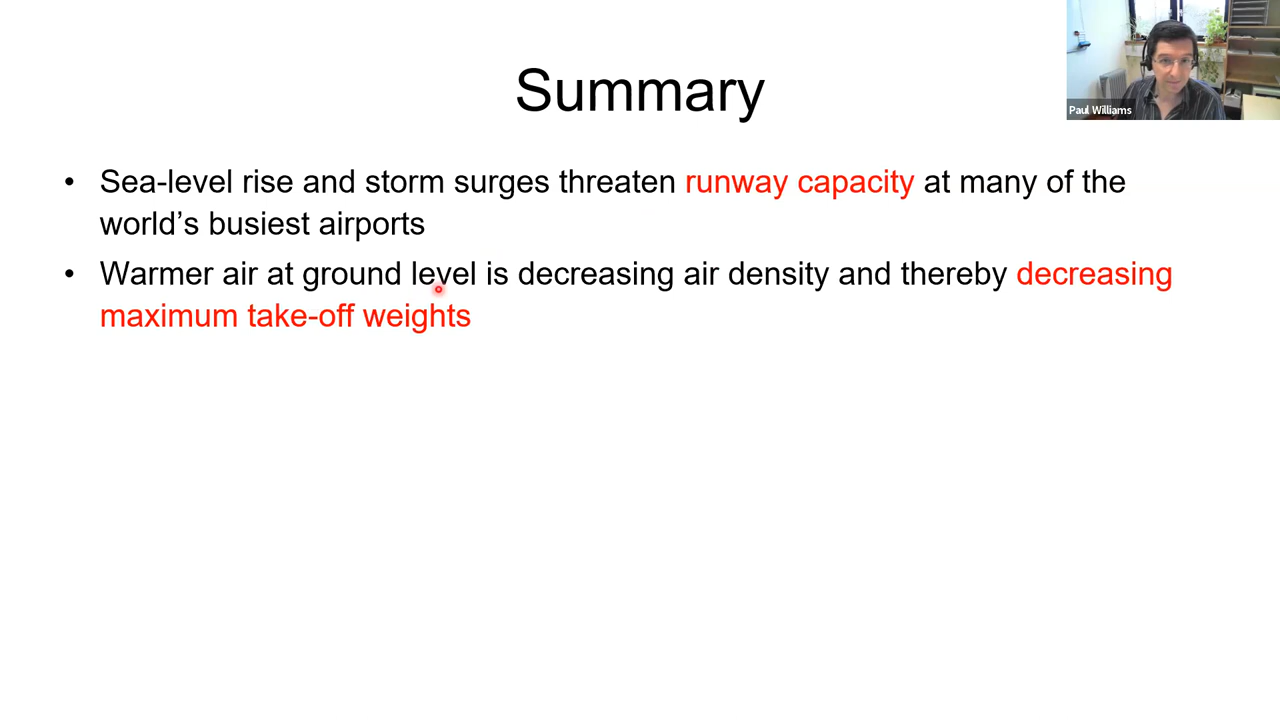 Summary
Paul Williams
• Sea-level rise and storm surges threaten runway capacity at many of the
world’s busiest airports
• Warmer air at ground level is decreasing air density and thereby decreasing
maximum take-off weights